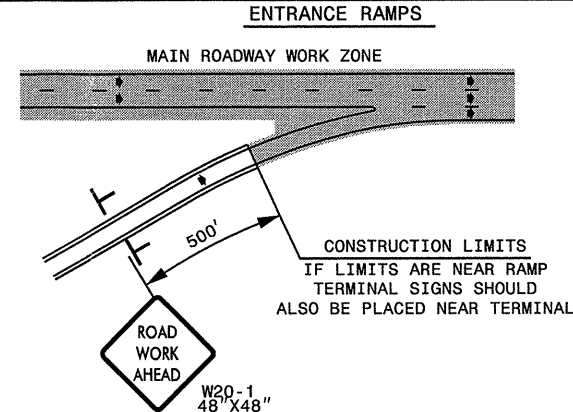 ENTRANCE RAMPS
MAIN ROADWAY WORK ZONE
500'
CONSTRUCTION LIMITS
IF LIMITS ARE NEAR RAMP
TERMINAL SIGNS SHOULD
ALSO BE PLACED NEAR TERMINAL
ROAD
WORK
AHEAD
W20-1
48"X48"